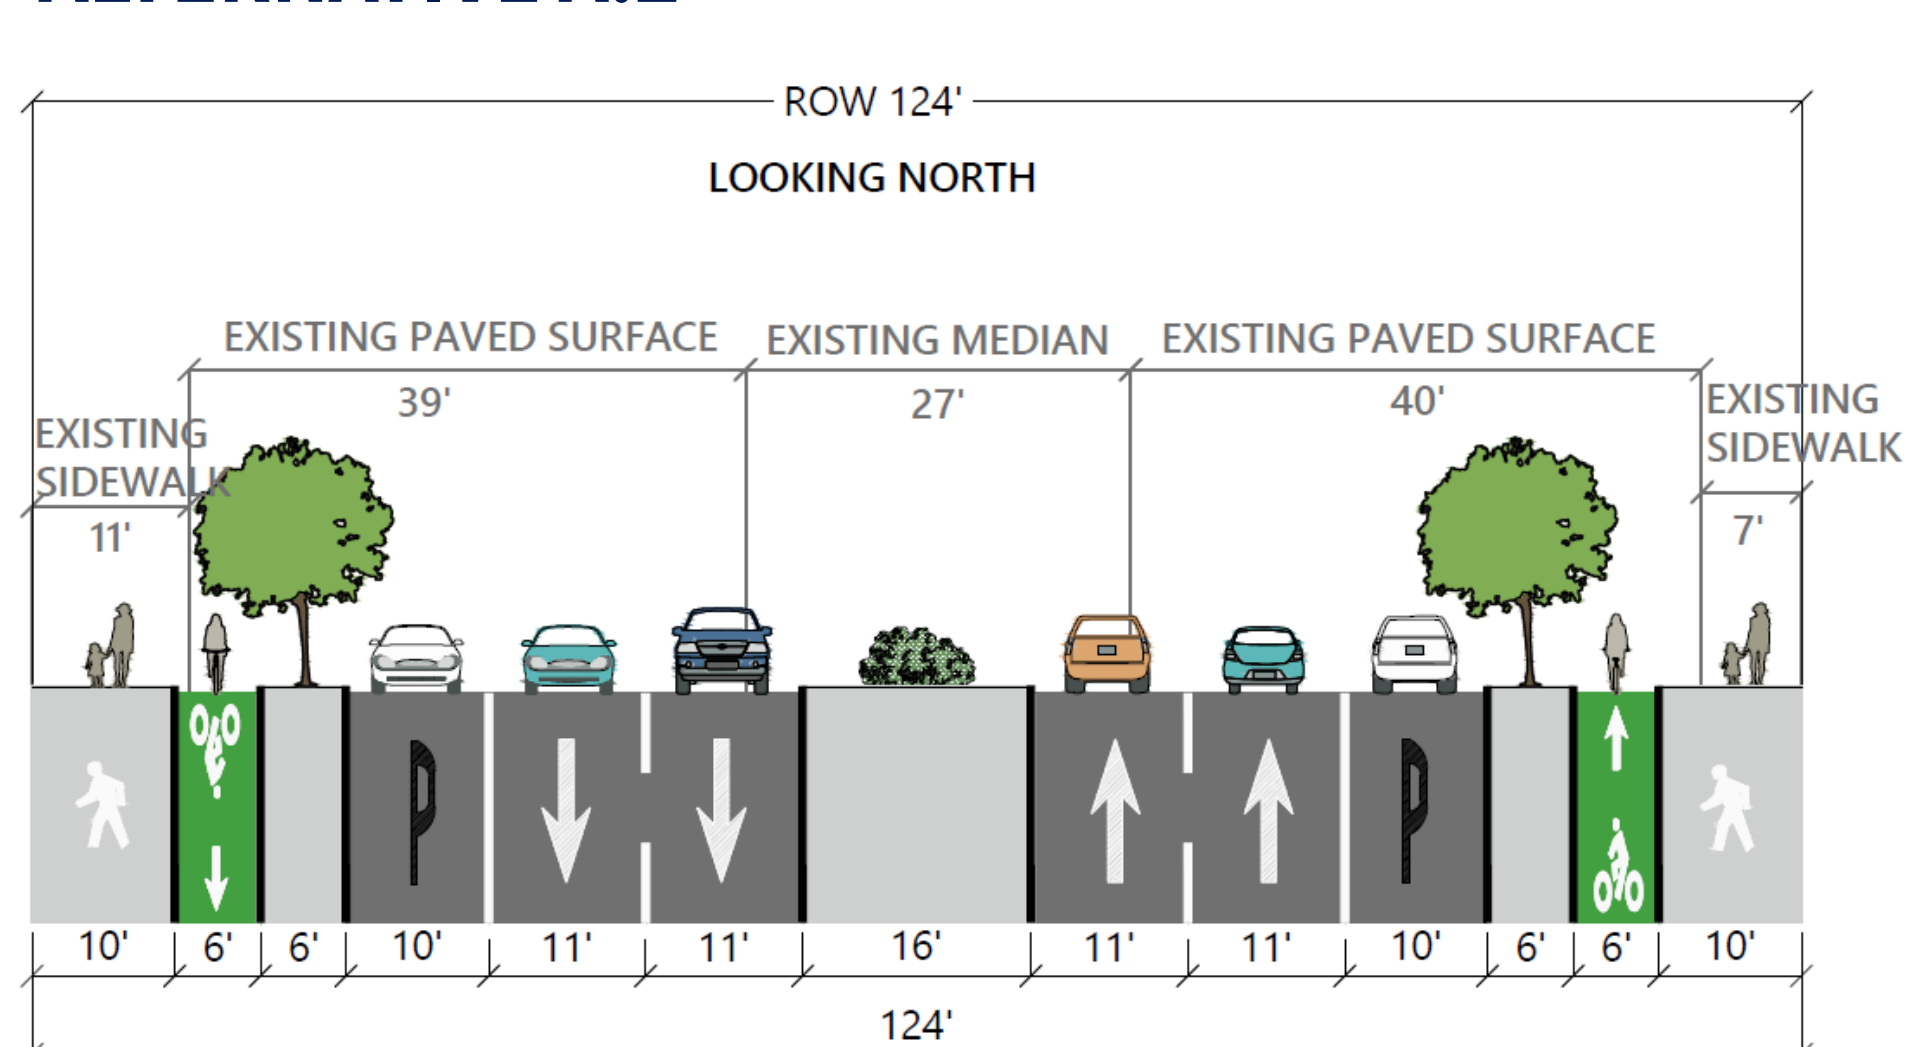 ROW 124'
LOOKING NORTH
EXISTING PAVED SURFACE
EXISTING MEDIAN
EXISTING PAVED SURFACE
39'
27'
40'
EXISTING
SIDEWALK
11'
EXISTING
SIDEWALK
7'
P
P
10' 6' 6' 10' 11' 11' 16' 11' 11' 10' 6' 6' 10'
124'